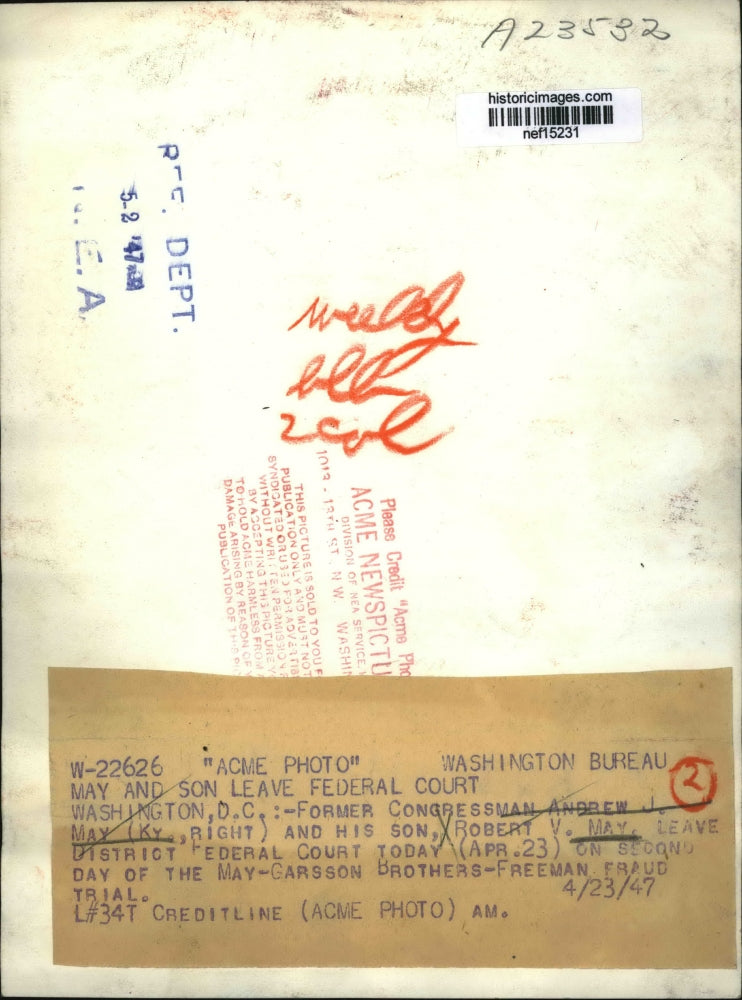 A23532
historicimages.com
nef15231
REF. DEPT.
5-2 '47
N.E.A.
weekly
2 col
Please Credit "Acme Pho
ACME NEWSPICTU
DIVISION OF NEA SERVICE, I
1013 - 13TH ST. N.W. WASHIN
THIS PICTURE IS SOLD TO YOU F
PUBLICATION ONLY AND MUST NOT
SYNDICATED OR USED FOR ADVERTIS
WITHOUT WRITTEN PERMISSION
BY ACCEPTING THIS PICTURE Y
TO HOLD ACME HARMLESS FROM
DAMAGE ARISING BY REASON OF
PUBLICATION OF THIS
W-22626 "ACME PHOTO" WASHINGTON BUREAU
2
MAY AND SON LEAVE FEDERAL COURT
WASHINGTON,D.C.:-FORMER CONGRESSMAN ANDREW J.
MAY (KY.,RIGHT) AND HIS SON, ROBERT V. MAY, LEAVE
DISTRICT FEDERAL COURT TODAY (APR.23) ON SECOND
DAY OF THE MAY-GARSSON BROTHERS-FREEMAN FRAUD
TRIAL. 4/23/47
L#34T CREDITLINE (ACME PHOTO) AM.